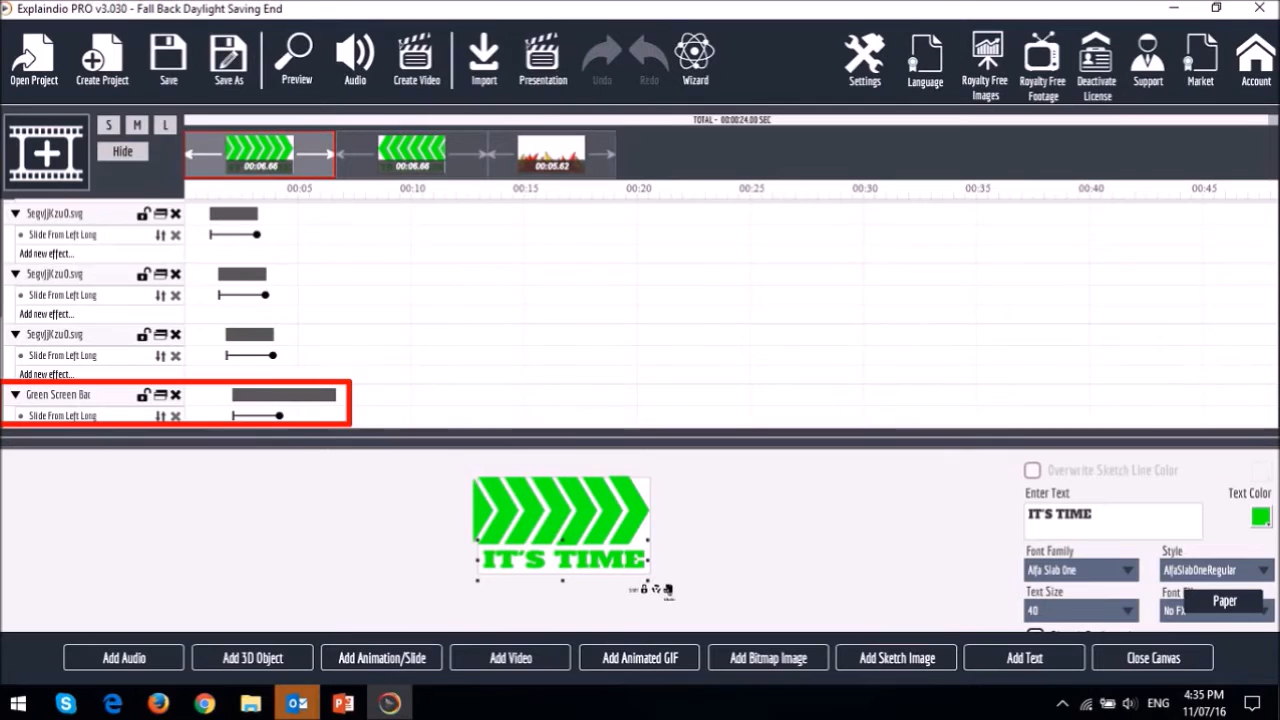 Explaindio PRO v3.030 - Fall Back Daylight Saving End
Open Project
Create Project
Save
Save As
Preview
Audio
Create Video
Import
Presentation
Undo
Redo
Wizard
Settings
Language
Royalty Free Images
Royalty Free Footage
Deactivate License
Support
Market
Account
S M L
Hide
TOTAL - 00:00:24.00 SEC
00:06.66
00:06.66
00:05.62
00:05 00:10 00:15 00:20 00:25 00:30 00:35 00:40 00:45
5egvJjKzu0.svg
Slide From Left Long
Add new effect...
5egvJjKzu0.svg
Slide From Left Long
Add new effect...
5egvJjKzu0.svg
Slide From Left Long
Add new effect...
Green Screen Bac
Slide From Left Long
IT'S TIME
Overwrite Sketch Line Color
Enter Text
Text Color
IT'S TIME
Font Family
Style
Alfa Slab One
AlfaSlabOneRegular
Text Size
Paper
40
No FX
Add Audio
Add 3D Object
Add Animation/Slide
Add Video
Add Animated GIF
Add Bitmap Image
Add Sketch Image
Add Text
Close Canvas
ENG
4:35 PM
11/07/16